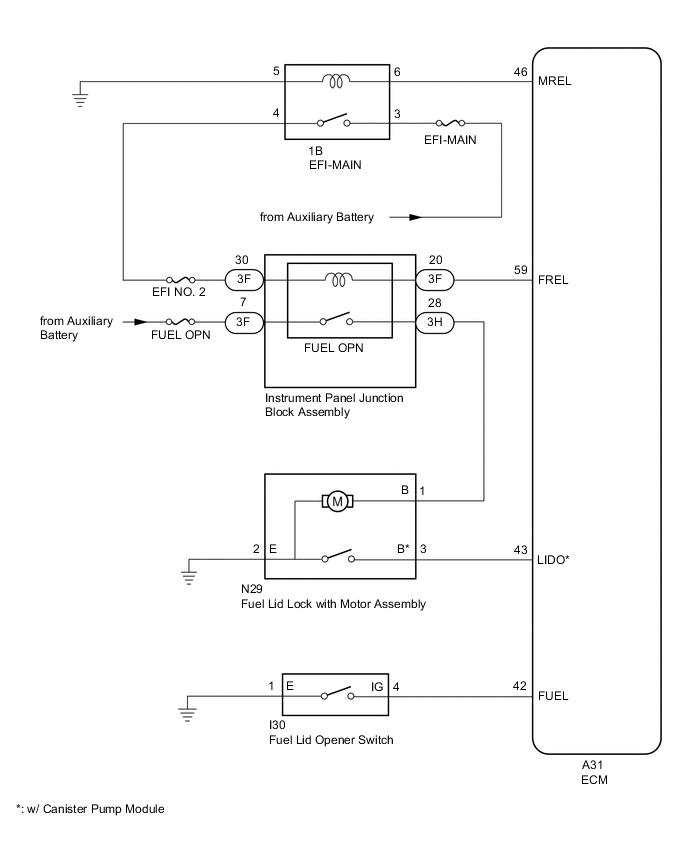 5
6
46
MREL
4
3
EFI-MAIN
1B
EFI-MAIN
from Auxiliary Battery
30
3F
20
3F
59
FREL
EFI NO. 2
7
3F
28
3H
from Auxiliary
Battery
FUEL OPN
FUEL OPN
Instrument Panel Junction
Block Assembly
M
B
1
2
E
B*
3
43
LIDO*
N29
Fuel Lid Lock with Motor Assembly
1
E
IG
4
42
FUEL
I30
Fuel Lid Opener Switch
A31
ECM
*: w/ Canister Pump Module